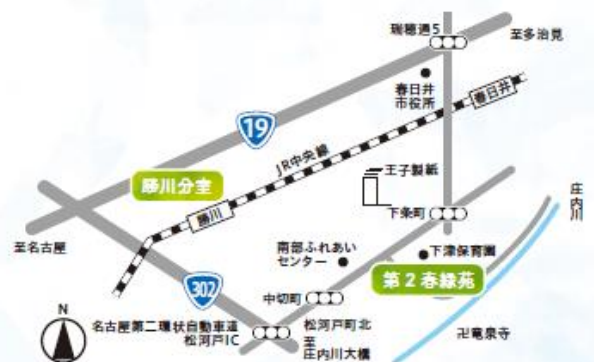 瑞穂通5
至多治見
春日井
市役所
春日井
19
JR中央線
王子製紙
勝川分室
勝川
下条町
庄内川
至名古屋
南部ふれあい
センター
下津保育園
第2春緑苑
302
中切町
N
名古屋第二環状自動車道
松河戸IC
松河戸町北
至
庄内川大橋
卍竜泉寺